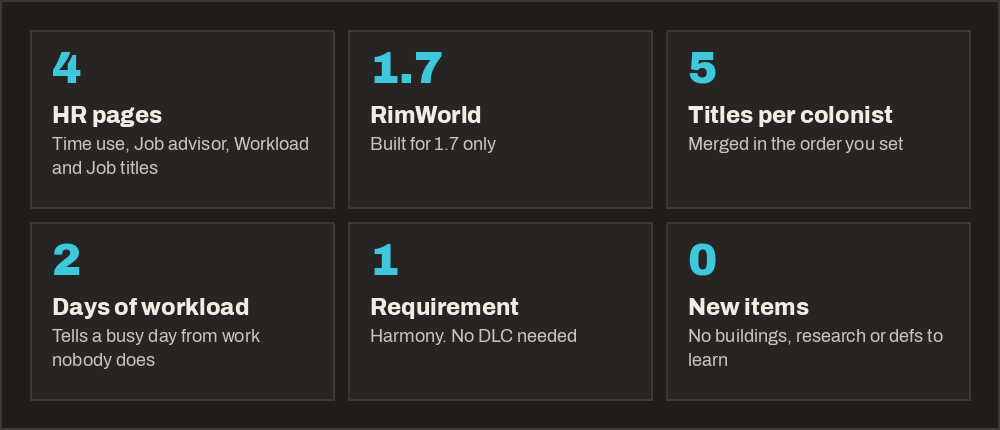 4
HR pages
Time use, Job advisor, Workload
and Job titles
1.7
RimWorld
Built for 1.7 only
5
Titles per colonist
Merged in the order you set
2
Days of workload
Tells a busy day from work
nobody does
1
Requirement
Harmony. No DLC needed
0
New items
No buildings, research or defs to
learn